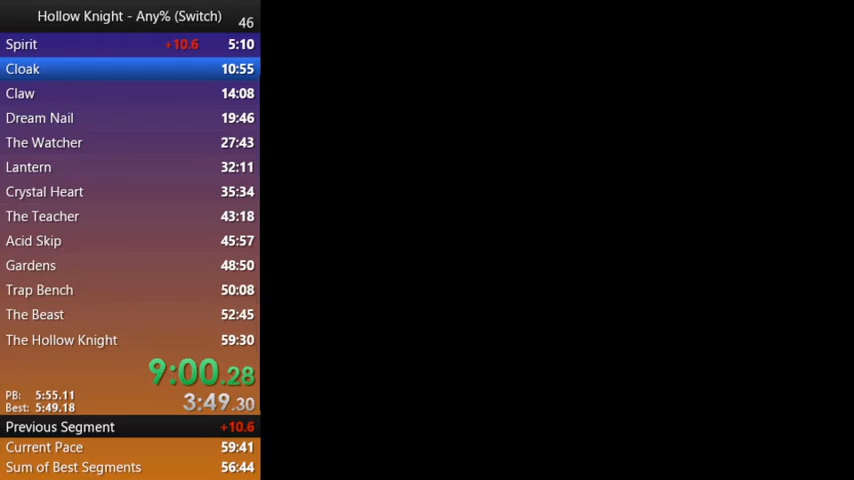 Hollow Knight - Any% (Switch) 46
Spirit +10.6 5:10
Cloak 10:55
Claw 14:08
Dream Nail 19:46
The Watcher 27:43
Lantern 32:11
Crystal Heart 35:34
The Teacher 43:18
Acid Skip 45:57
Gardens 48:50
Trap Bench 50:08
The Beast 52:45
The Hollow Knight 59:30
9:00.28
PB: 5:55.11
Best: 5:49.18 3:49.30
Previous Segment +10.6
Current Pace 59:41
Sum of Best Segments 56:44